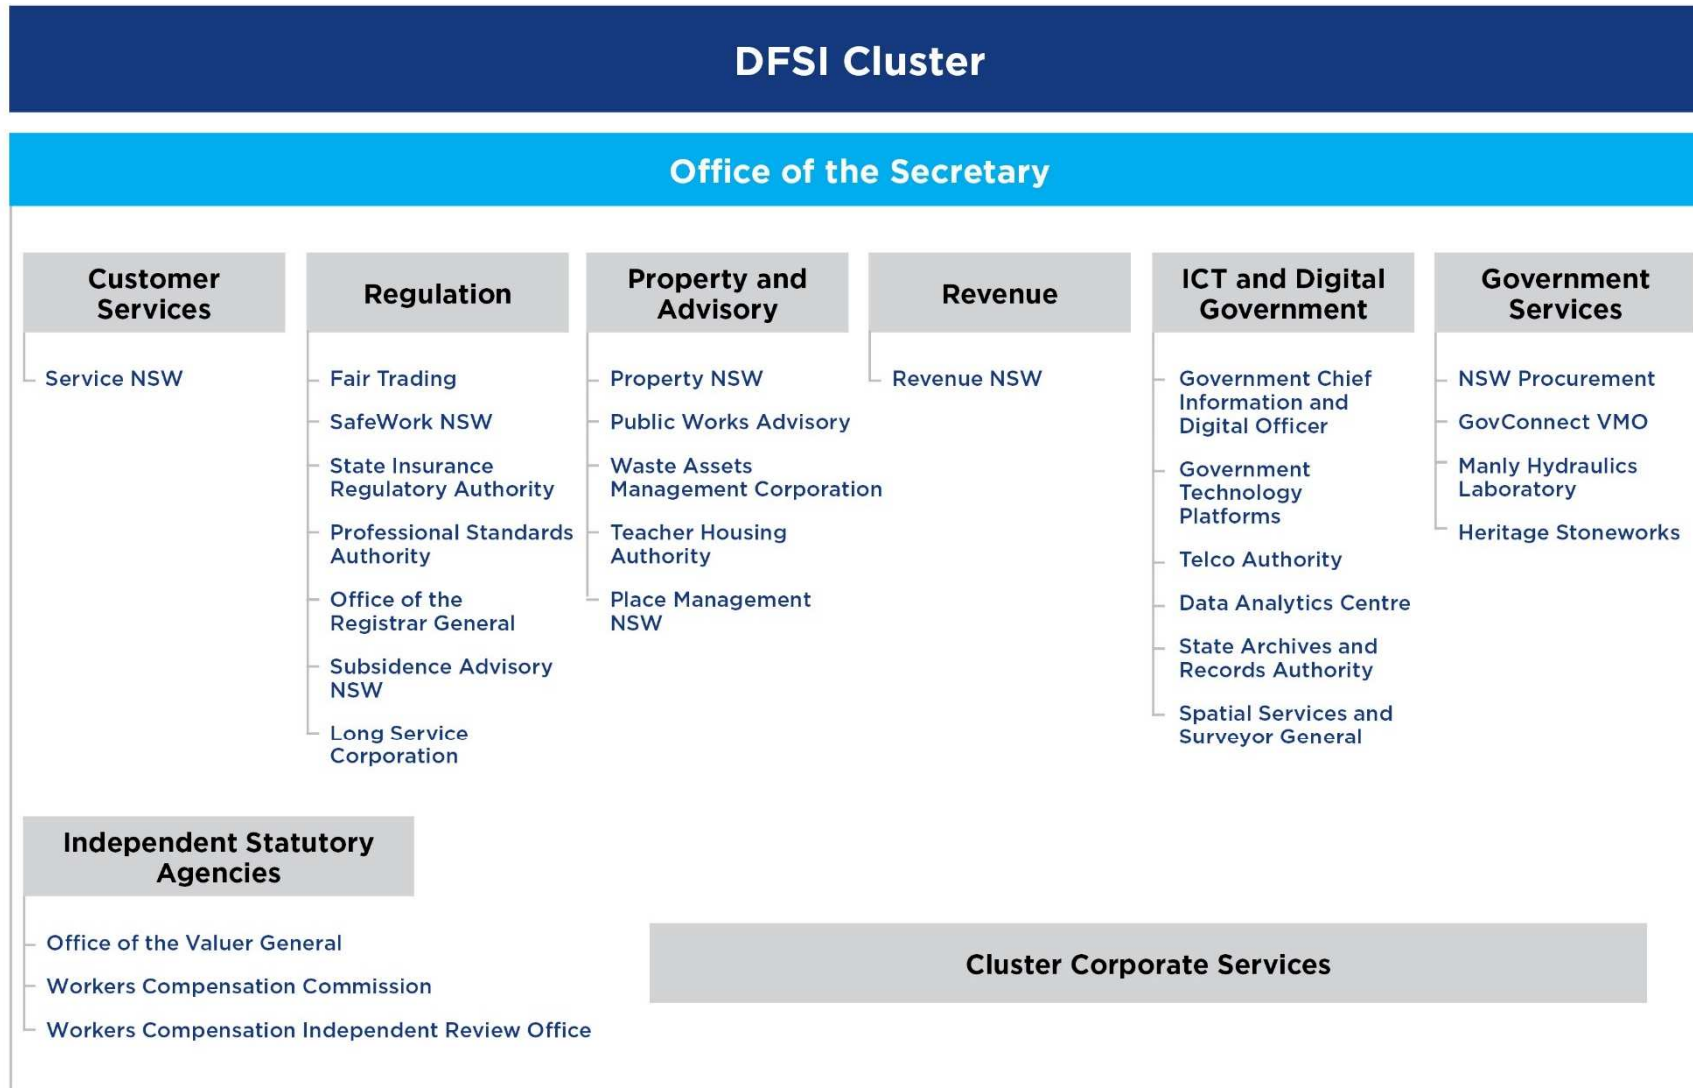 DFSI Cluster
Office of the Secretary
Customer
Services
Service NSW
Regulation
Fair Trading
SafeWork NSW
State Insurance
Regulatory Authority
Professional Standards
Authority
Office of the
Registrar General
Subsidence Advisory
NSW
Long Service
Corporation
Property and
Advisory
Property NSW
Public Works Advisory
Waste Assets
Management Corporation
Teacher Housing
Authority
Place Management
NSW
Revenue
Revenue NSW
ICT and Digital
Government
Government Chief
Information and
Digital Officer
Government
Technology
Platforms
Telco Authority
Data Analytics Centre
State Archives and
Records Authority
Spatial Services and
Surveyor General
Government
Services
NSW Procurement
GovConnect VMO
Manly Hydraulics
Laboratory
Heritage Stoneworks
Independent Statutory
Agencies
Office of the Valuer General
Workers Compensation Commission
Workers Compensation Independent Review Office
Cluster Corporate Services